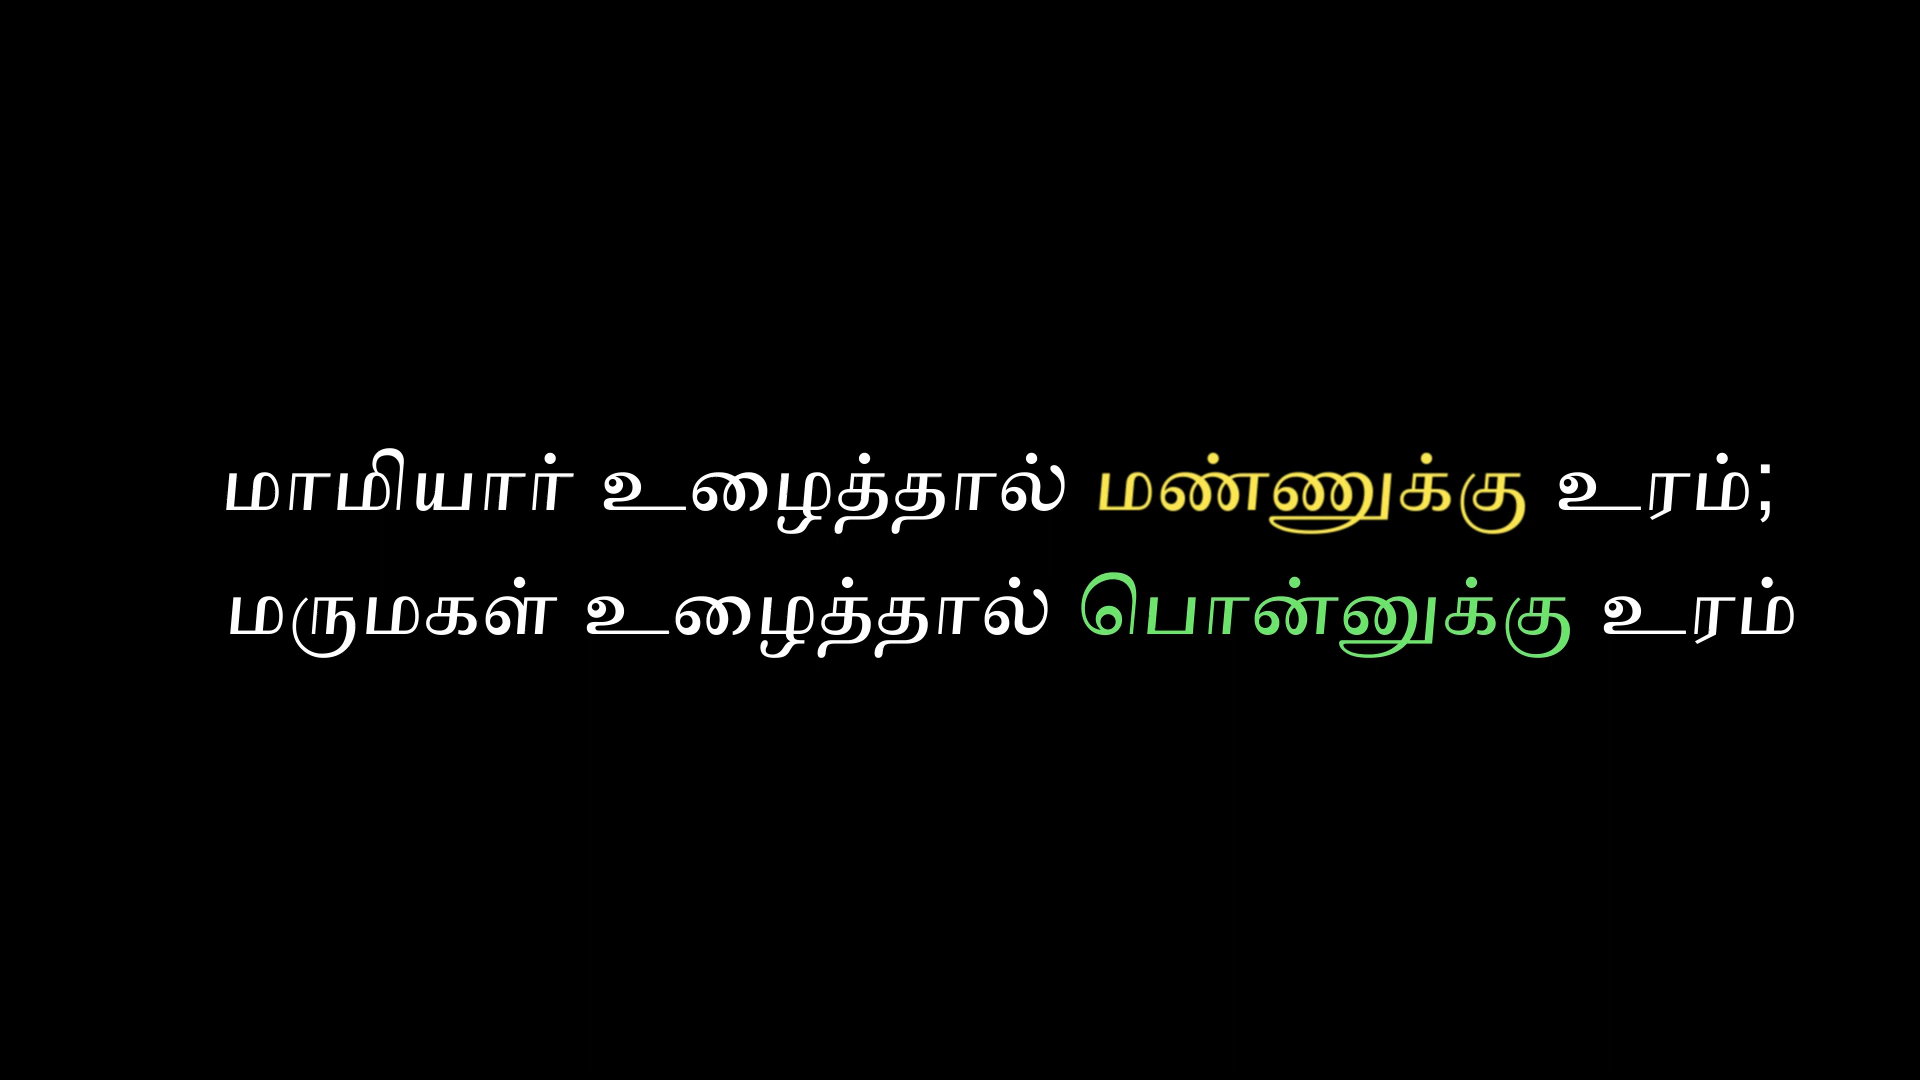 மாமியார் உழைத்தால் மண்ணுக்கு உரம்;
மருமகள் உழைத்தால் பொன்னுக்கு உரம்